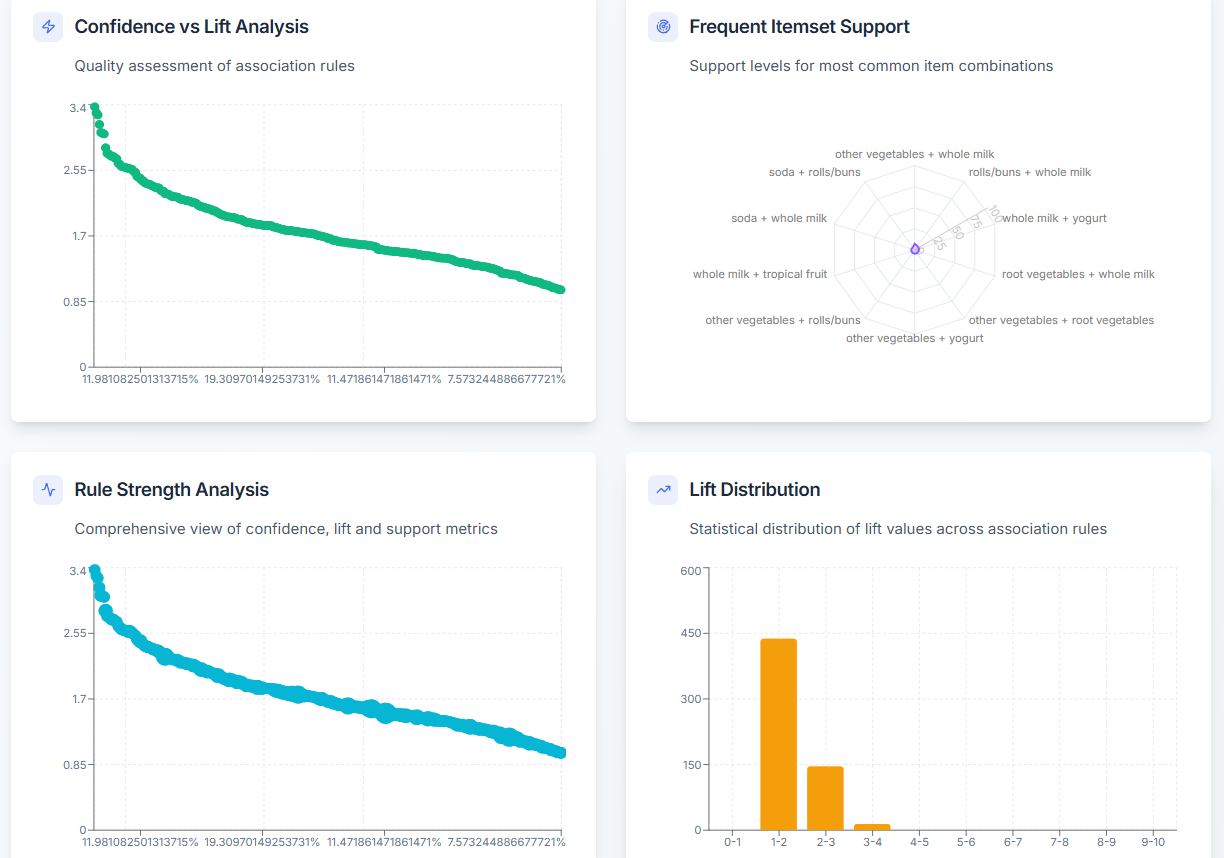 Confidence vs Lift Analysis
Quality assessment of association rules
3.4
2.55
1.7
0.85
0
11.981082501313715% 19.30970149253731% 11.471861471861471% 7.573244886677721%
Frequent Itemset Support
Support levels for most common item combinations
other vegetables + whole milk
soda + rolls/buns
rolls/buns + whole milk
soda + whole milk
whole milk + yogurt
whole milk + tropical fruit
root vegetables + whole milk
other vegetables + rolls/buns
other vegetables + root vegetables
other vegetables + yogurt
0
25
50
75
100
Rule Strength Analysis
Comprehensive view of confidence, lift and support metrics
3.4
2.55
1.7
0.85
0
11.981082501313715% 19.30970149253731% 11.471861471861471% 7.573244886677721%
Lift Distribution
Statistical distribution of lift values across association rules
600
450
300
150
0
0-1 1-2 2-3 3-4 4-5 5-6 6-7 7-8 8-9 9-10